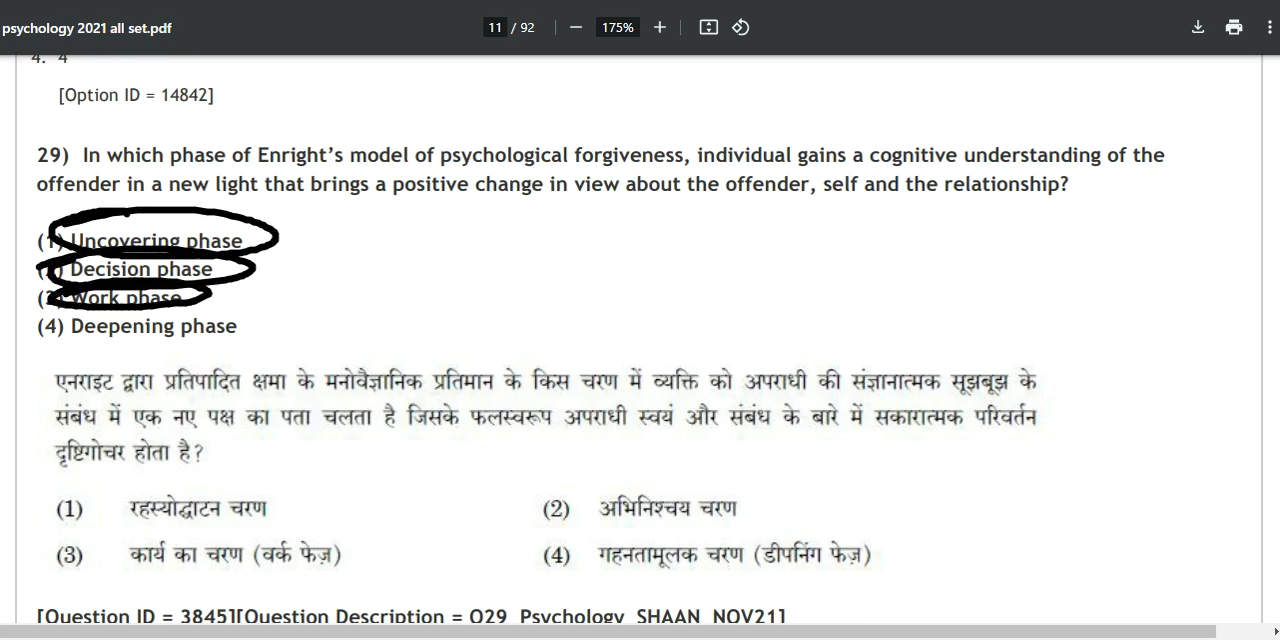 psychology 2021 all set.pdf
11 / 92
175%
4. 4
[Option ID = 14842]
29) In which phase of Enright’s model of psychological forgiveness, individual gains a cognitive understanding of the
offender in a new light that brings a positive change in view about the offender, self and the relationship?
(1) Uncovering phase
(2) Decision phase
(3) Work phase
(4) Deepening phase
एनराइट द्वारा प्रतिपादित क्षमा के मनोवैज्ञानिक प्रतिमान के किस चरण में व्यक्ति को अपराधी की संज्ञानात्मक सूझबूझ के
संबंध में एक नए पक्ष का पता चलता है जिसके फलस्वरूप अपराधी स्वयं और संबंध के बारे में सकारात्मक परिवर्तन
दृष्टिगोचर होता है?
(1) रहस्योद्घाटन चरण (2) अभिनिश्चय चरण
(3) कार्य का चरण (वर्क फेज़) (4) गहनतामूलक चरण (डीपनिंग फेज़)
[Question ID = 3845][Question Description = Q29_Psychology_SHAAN_NOV21]